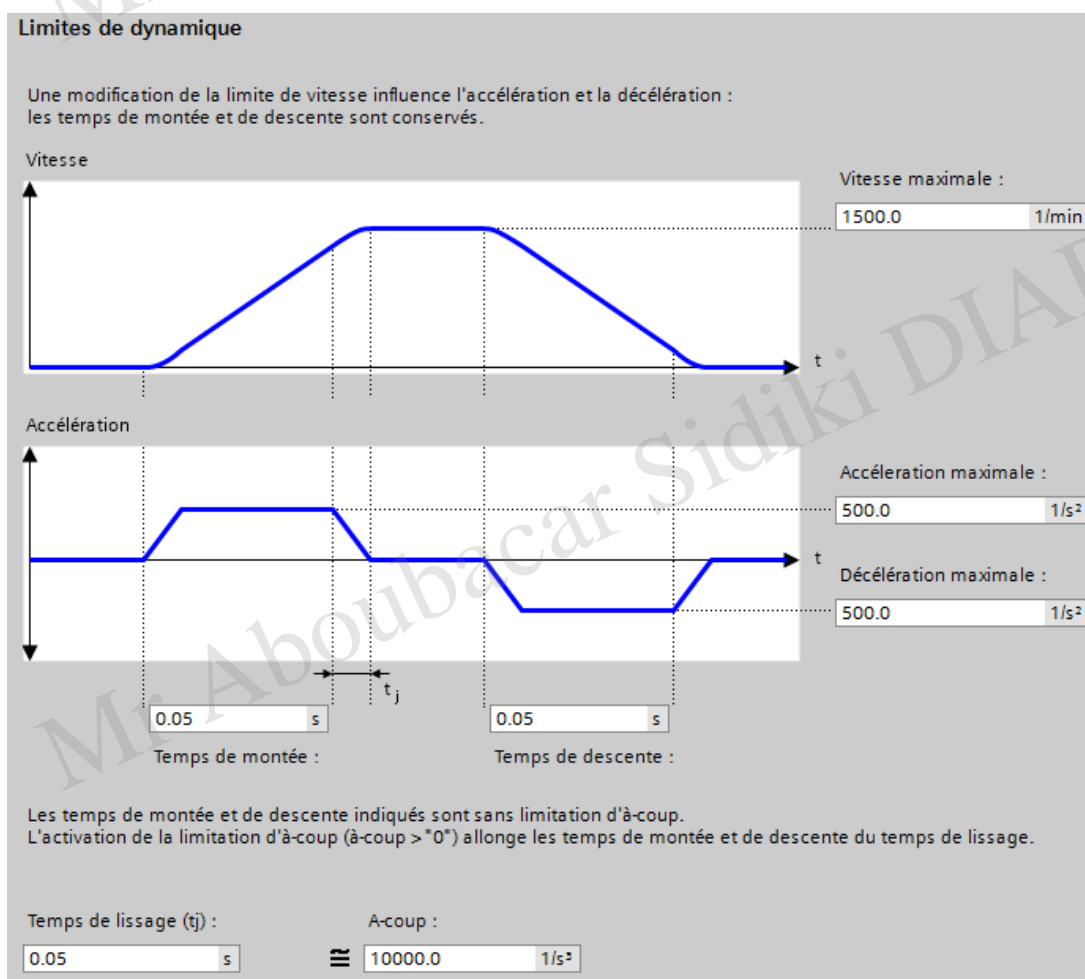 Limites de dynamique
Une modification de la limite de vitesse influence l'accélération et la décélération :
les temps de montée et de descente sont conservés.
Vitesse
Vitesse maximale :
1500.0 1/min
t
Accélération
Accéleration maximale :
500.0 1/s²
t
Décélération maximale :
500.0 1/s²
tj
0.05 s
0.05 s
Temps de montée :
Temps de descente :
Les temps de montée et de descente indiqués sont sans limitation d'à-coup.
L'activation de la limitation d'à-coup (à-coup >"0") allonge les temps de montée et de descente du temps de lissage.
Temps de lissage (tj) :
A-coup :
0.05 s ≅ 10000.0 1/s³
Mr Aboubacar Sidiki